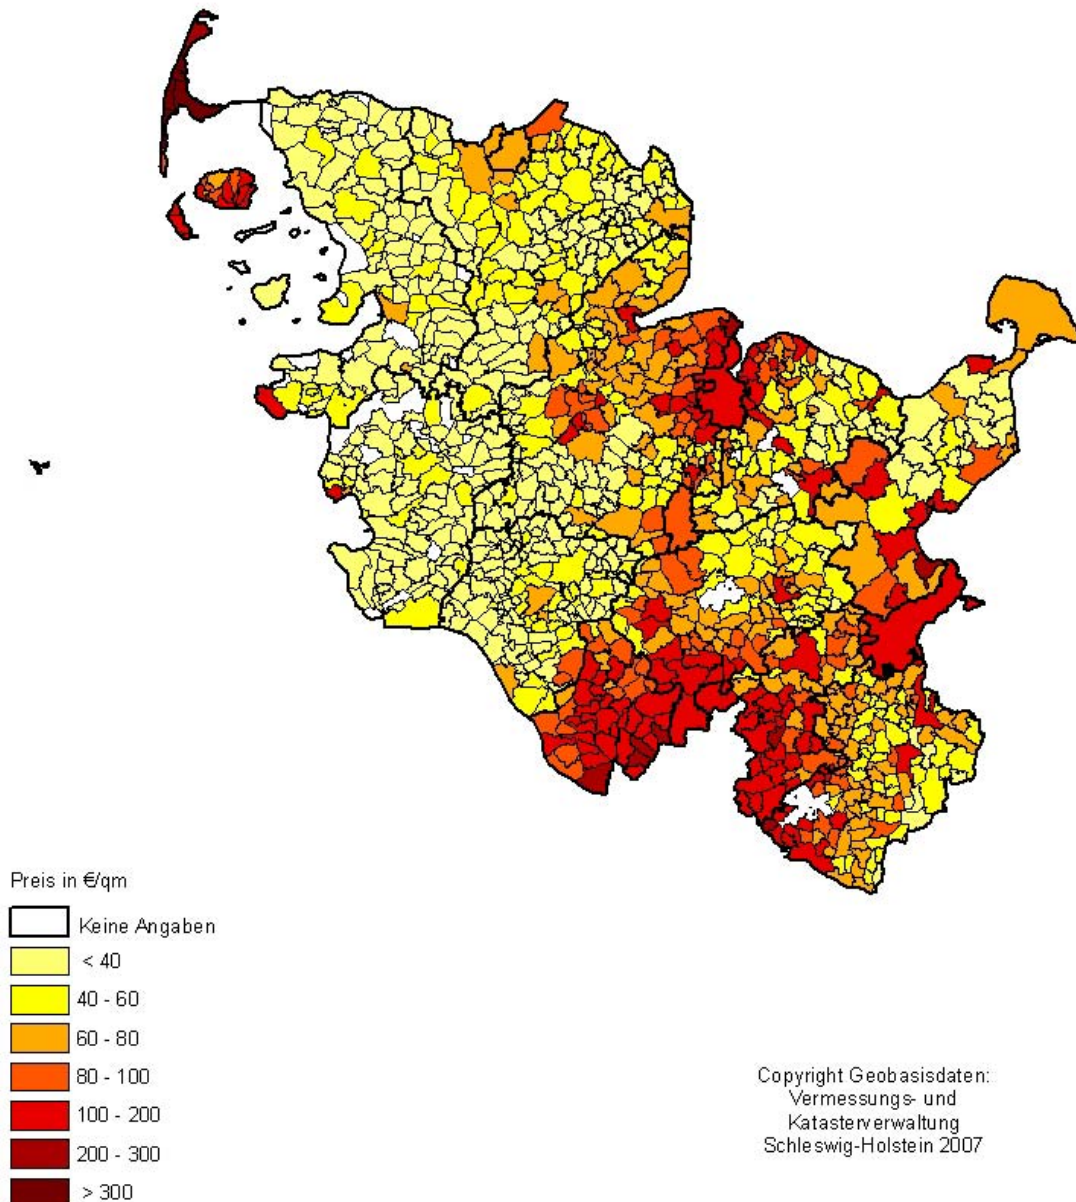 Preis in €/qm
Keine Angaben
< 40
40 - 60
60 - 80
80 - 100
100 - 200
200 - 300
> 300
Copyright Geobasisdaten:
Vermessungs- und
Katasterverwaltung
Schleswig-Holstein 2007